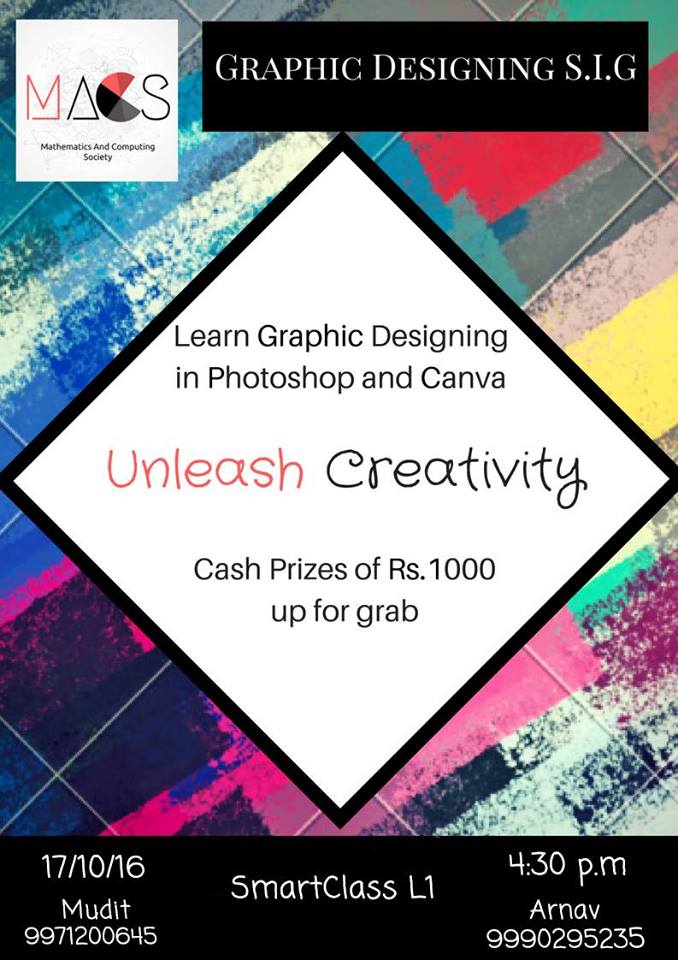 MACS
Mathematics And Computing
Society
Graphic Designing S.I.G
Learn Graphic Designing
in Photoshop and Canva
Unleash Creativity
Cash Prizes of Rs.1000
up for grab
17/10/16
Mudit
9971200645
SmartClass L1
4:30 p.m
Arnav
9990295235